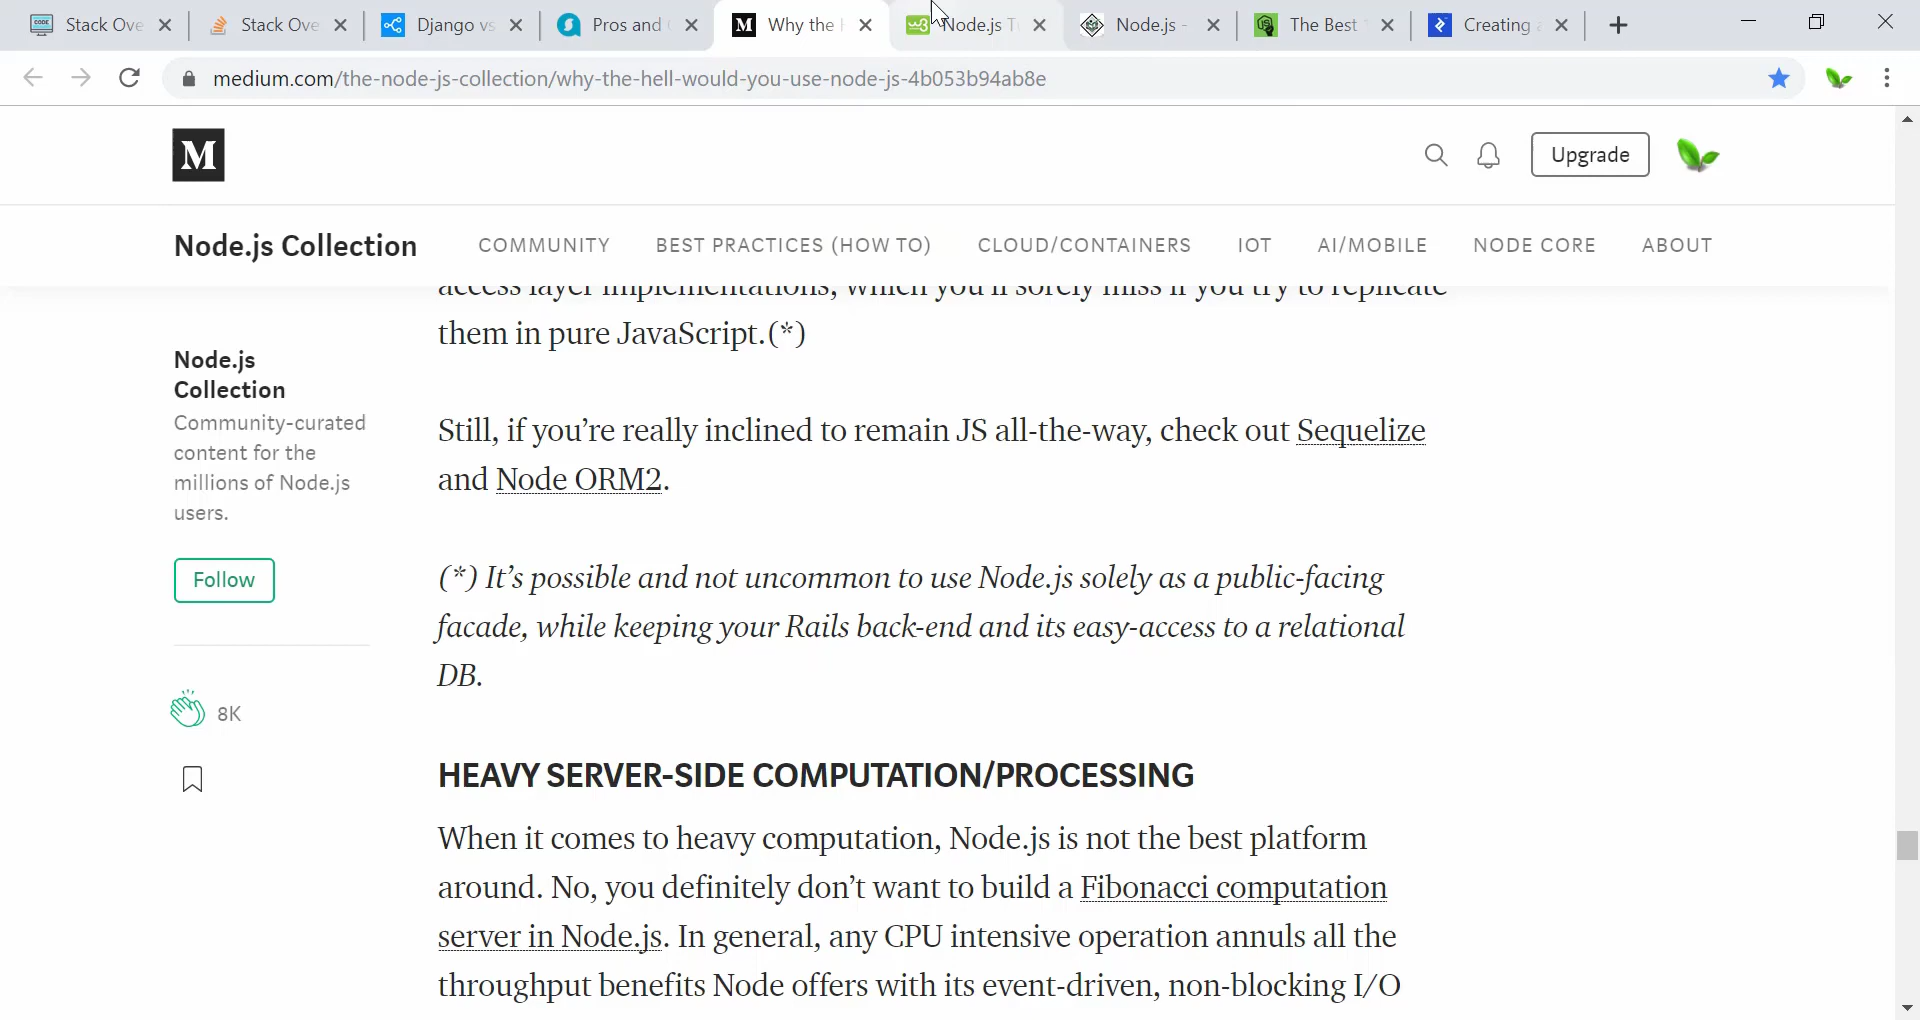 Stack Ove
Stack Ove
Django vs
Pros and
Why the
Node.js T
Node.js -
The Best
Creating
medium.com/the-node-js-collection/why-the-hell-would-you-use-node-js-4b053b94ab8e
M
Upgrade
Node.js Collection
COMMUNITY
BEST PRACTICES (HOW TO)
CLOUD/CONTAINERS
IOT
AI/MOBILE
NODE CORE
ABOUT
access layer implementations, which you'll sorely miss if you try to replicate
them in pure JavaScript.(*)
Node.js
Collection
Community-curated
content for the
millions of Node.js
users.
Follow
8K
Still, if you’re really inclined to remain JS all-the-way, check out Sequelize
and Node ORM2.
(*) It’s possible and not uncommon to use Node.js solely as a public-facing
facade, while keeping your Rails back-end and its easy-access to a relational
DB.
HEAVY SERVER-SIDE COMPUTATION/PROCESSING
When it comes to heavy computation, Node.js is not the best platform
around. No, you definitely don’t want to build a Fibonacci computation
server in Node.js. In general, any CPU intensive operation annuls all the
throughput benefits Node offers with its event-driven, non-blocking I/O